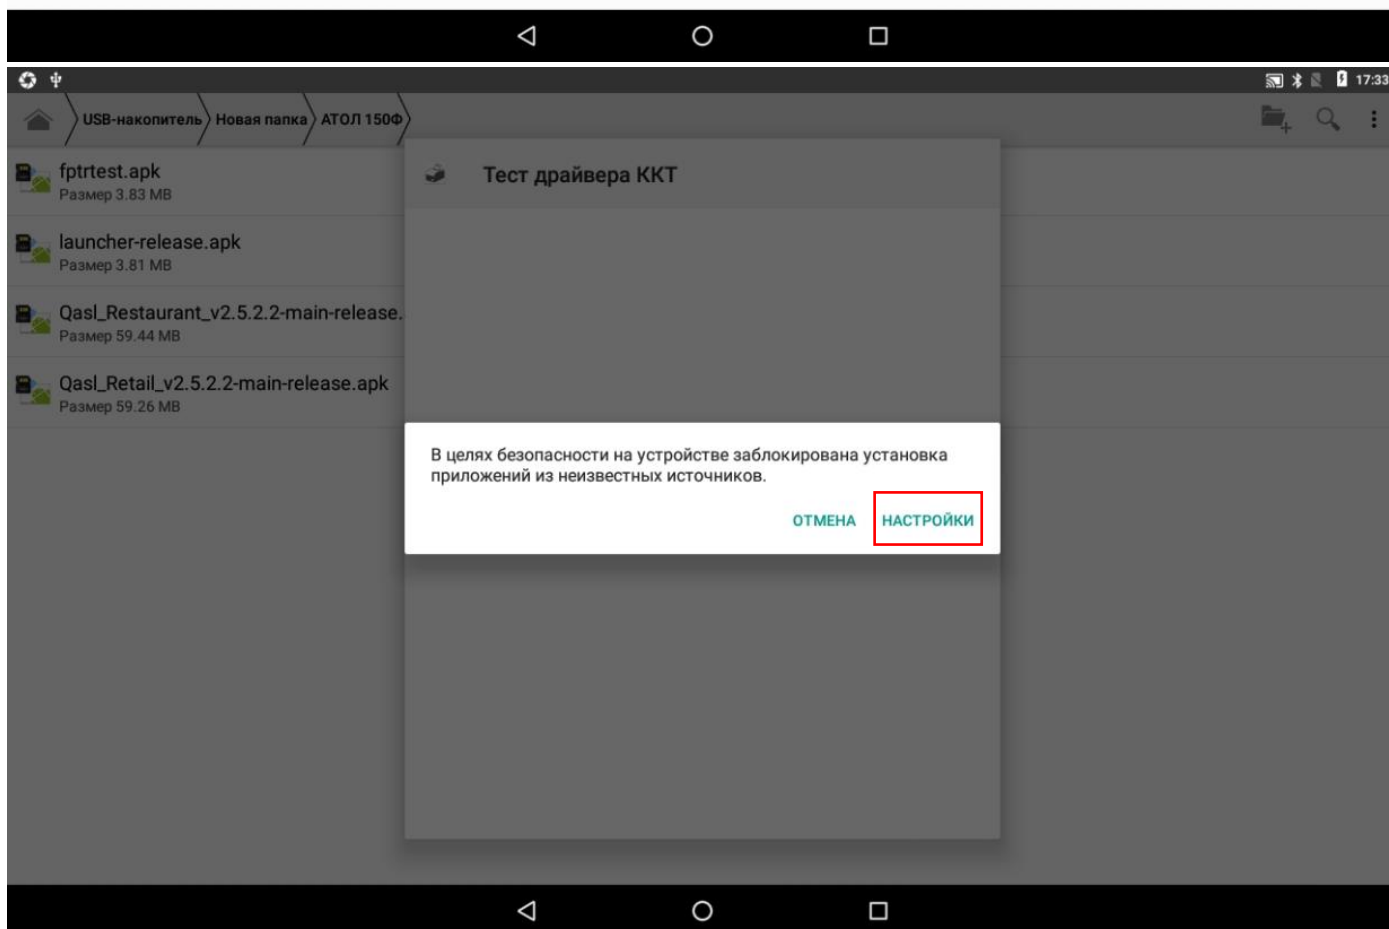 17:33
USB-накопитель Новая папка АТОЛ 150Ф
fptrtest.apk
Размер 3.83 MB
launcher-release.apk
Размер 3.81 MB
Qasl_Restaurant_v2.5.2.2-main-release.
Размер 59.44 MB
Qasl_Retail_v2.5.2.2-main-release.apk
Размер 59.26 MB
Тест драйвера ККТ
В целях безопасности на устройстве заблокирована установка
приложений из неизвестных источников.
ОТМЕНА НАСТРОЙКИ